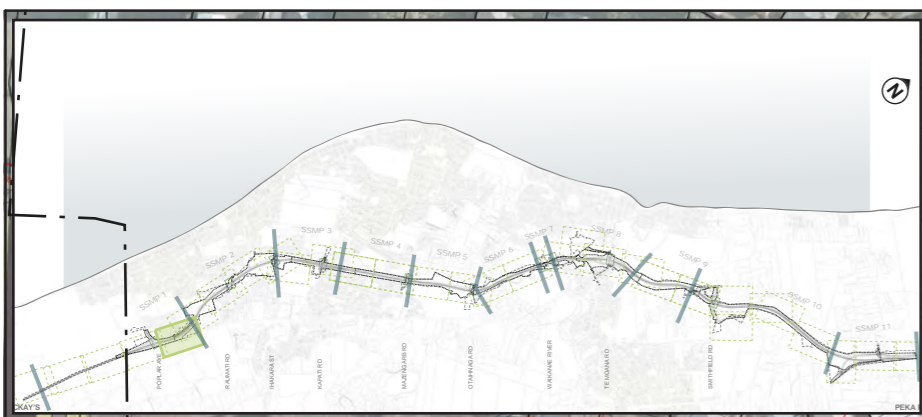 N
SSMP 1
SSMP 2
SSMP 3
SSMP 4
SSMP 5
SSMP 6
SSMP 7
SSMP 8
SSMP 9
SSMP 10
SSMP 11
POPLAR AVE
RAUMATI RD
IHAKARA ST
KAPITI RD
MAZENGARB RD
OTAIHANGA RD
WAIKANAE RIVER
TE MOANA RD
SMITHFIELD RD
CKAY'S
PEKA